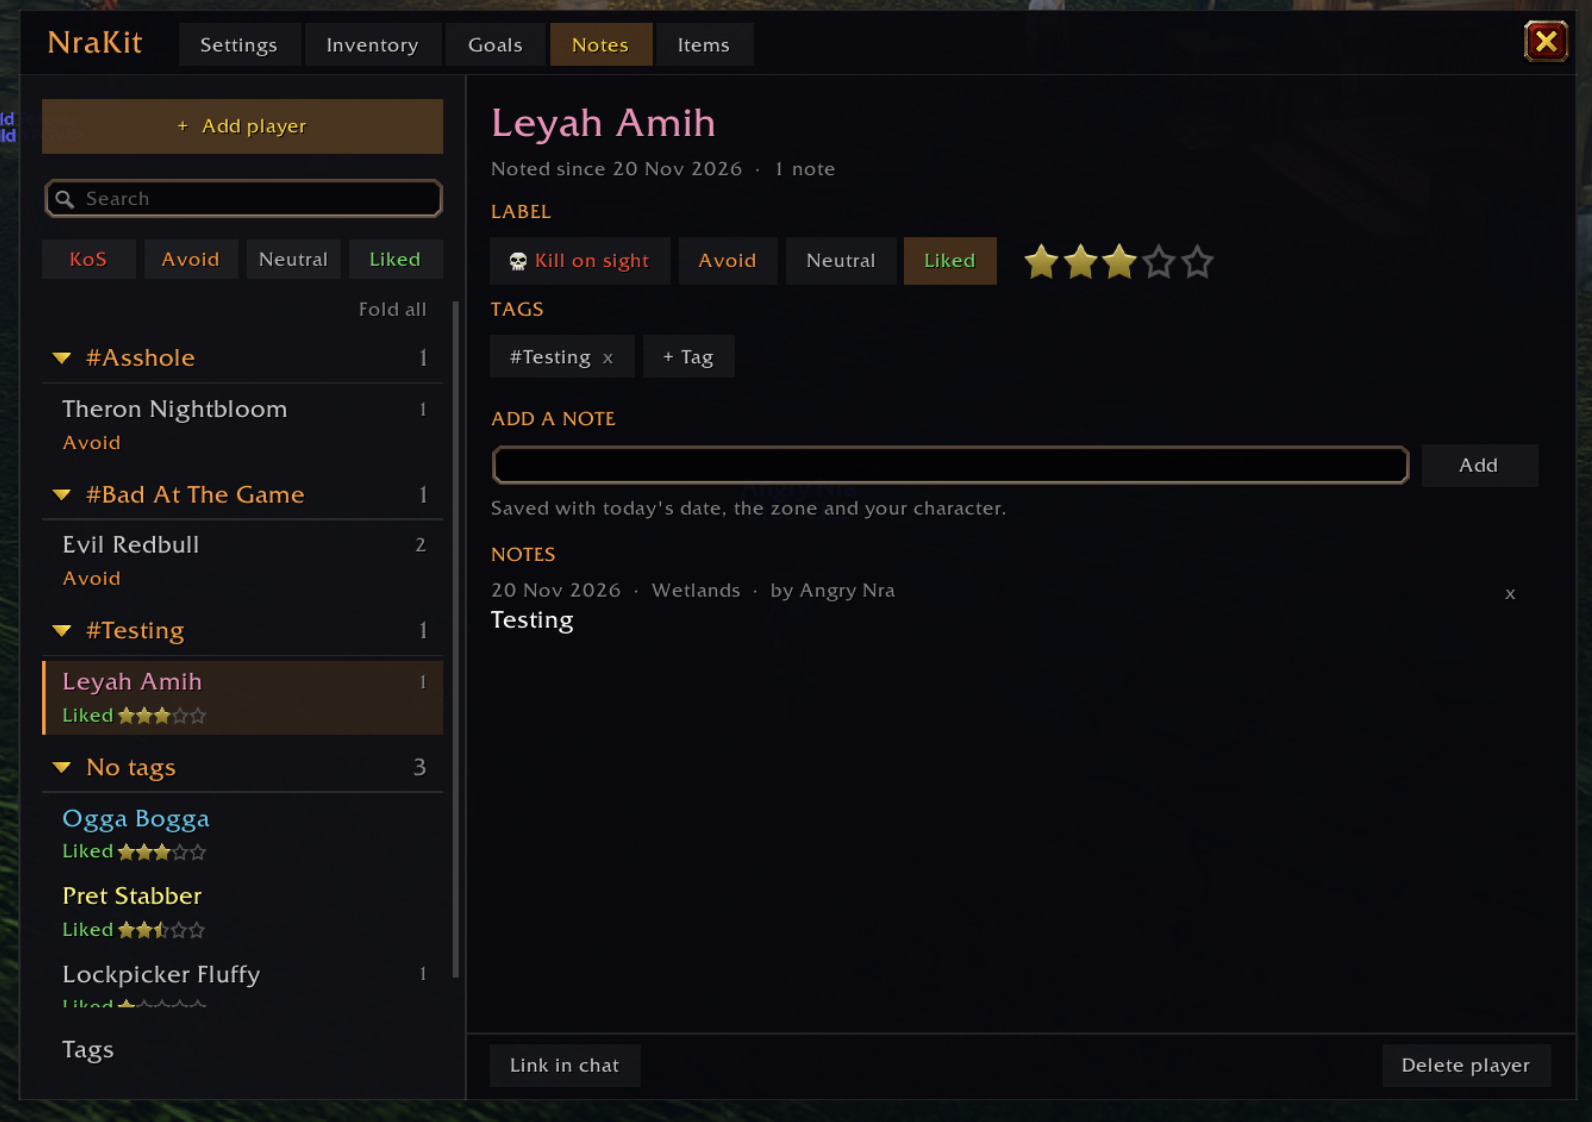 NraKit
Settings
Inventory
Goals
Notes
Items
+ Add player
Search
KoS
Avoid
Neutral
Liked
Fold all
#Asshole 1
Theron Nightbloom 1
Avoid
#Bad At The Game 1
Evil Redbull 2
Avoid
#Testing 1
Leyah Amih 1
Liked
No tags 3
Ogga Bogga
Liked
Pret Stabber
Liked
Lockpicker Fluffy 1
Liked
Tags
Leyah Amih
Noted since 20 Nov 2026 · 1 note
LABEL
Kill on sight
Avoid
Neutral
Liked
TAGS
#Testing x
+ Tag
ADD A NOTE
Add
Saved with today's date, the zone and your character.
NOTES
20 Nov 2026 · Wetlands · by Angry Nra x
Testing
Link in chat
Delete player